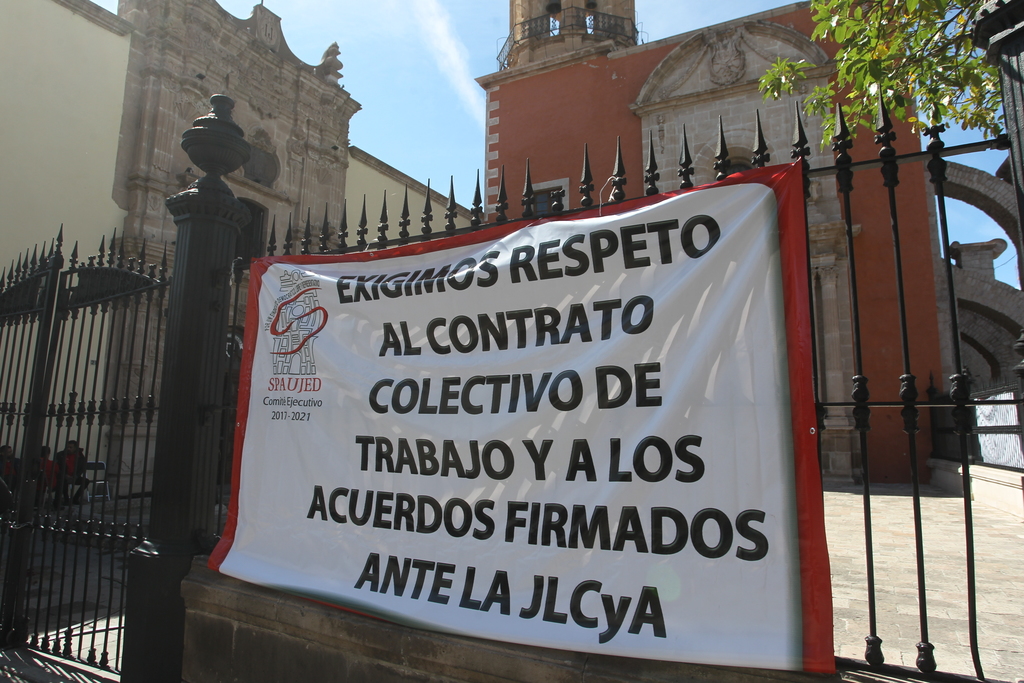 EXIGIMOS RESPETO
AL CONTRATO
COLECTIVO DE
TRABAJO Y A LOS
ACUERDOS FIRMADOS
ANTE LA JLCyA
SPAUJED
Comité Ejecutivo
2017-2021